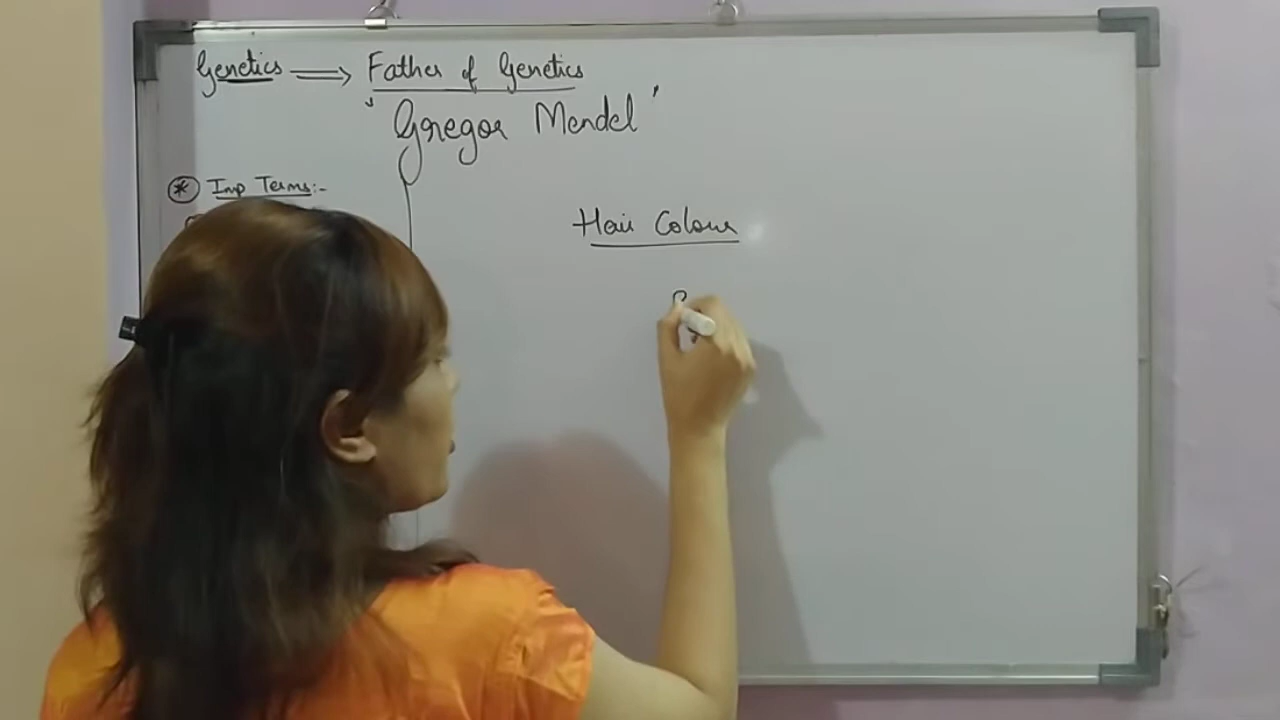 Genetics ⟶ Father of Genetics
' Gregor Mendel '
* Imp Terms:-
Hair Colour